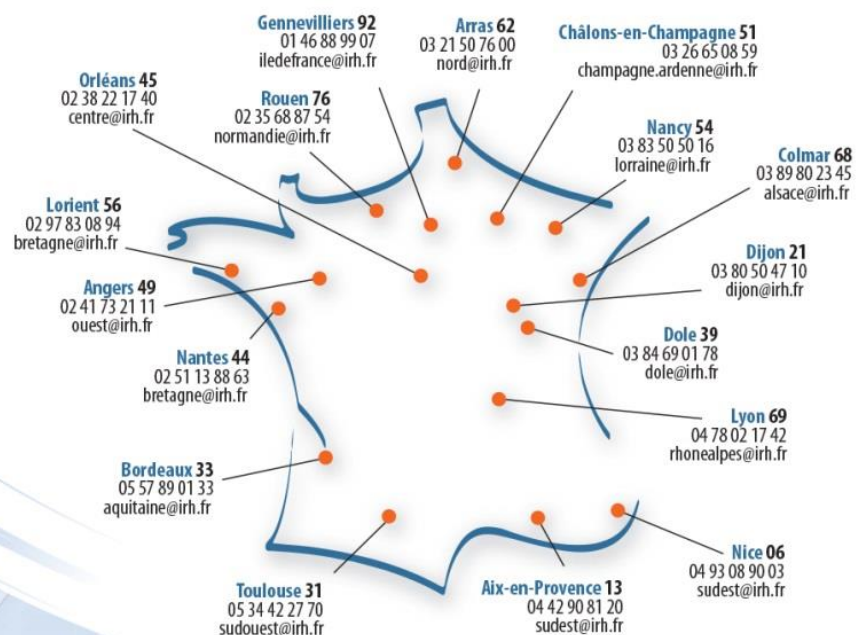 Gennevilliers 92
01 46 88 99 07
iledefrance@irh.fr
Arras 62
03 21 50 76 00
nord@irh.fr
Châlons-en-Champagne 51
03 26 65 08 59
champagne.ardenne@irh.fr
Orléans 45
02 38 22 17 40
centre@irh.fr
Rouen 76
02 35 68 87 54
normandie@irh.fr
Nancy 54
03 83 50 50 16
lorraine@irh.fr
Colmar 68
03 89 80 23 45
alsace@irh.fr
Lorient 56
02 97 83 08 94
bretagne@irh.fr
Dijon 21
03 80 50 47 10
dijon@irh.fr
Angers 49
02 41 73 21 11
ouest@irh.fr
Dole 39
03 84 69 01 78
dole@irh.fr
Nantes 44
02 51 13 88 63
bretagne@irh.fr
Lyon 69
04 78 02 17 42
rhonealpes@irh.fr
Bordeaux 33
05 57 89 01 33
aquitaine@irh.fr
Nice 06
04 93 08 90 03
sudest@irh.fr
Toulouse 31
05 34 42 27 70
sudouest@irh.fr
Aix-en-Provence 13
04 42 90 81 20
sudest@irh.fr